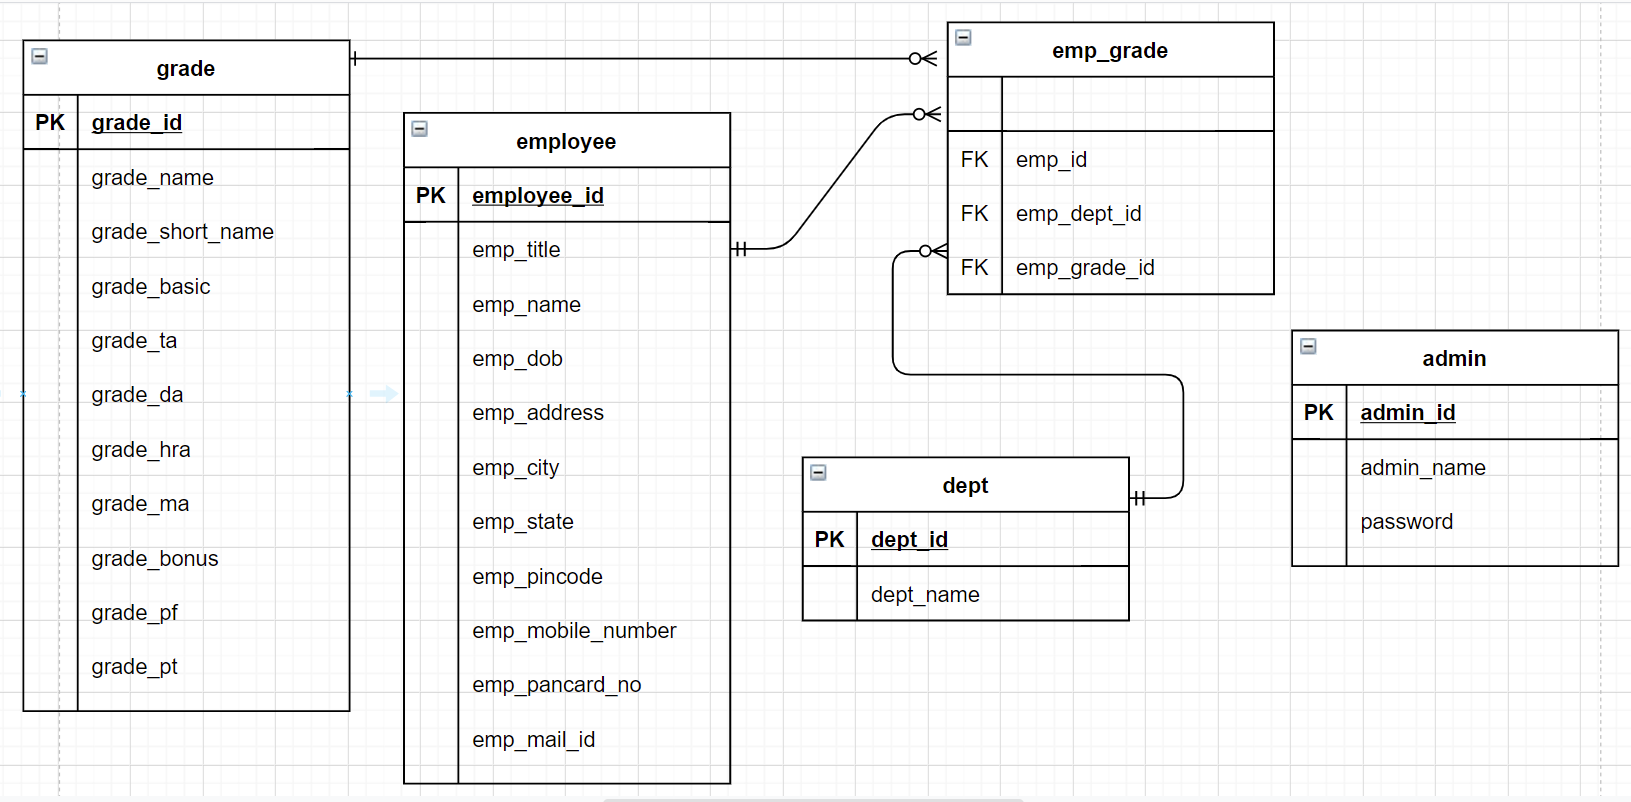 grade
PK grade_id
grade_name
grade_short_name
grade_basic
grade_ta
grade_da
grade_hra
grade_ma
grade_bonus
grade_pf
grade_pt
employee
PK employee_id
emp_title
emp_name
emp_dob
emp_address
emp_city
emp_state
emp_pincode
emp_mobile_number
emp_pancard_no
emp_mail_id
emp_grade
FK emp_id
FK emp_dept_id
FK emp_grade_id
dept
PK dept_id
dept_name
admin
PK admin_id
admin_name
password